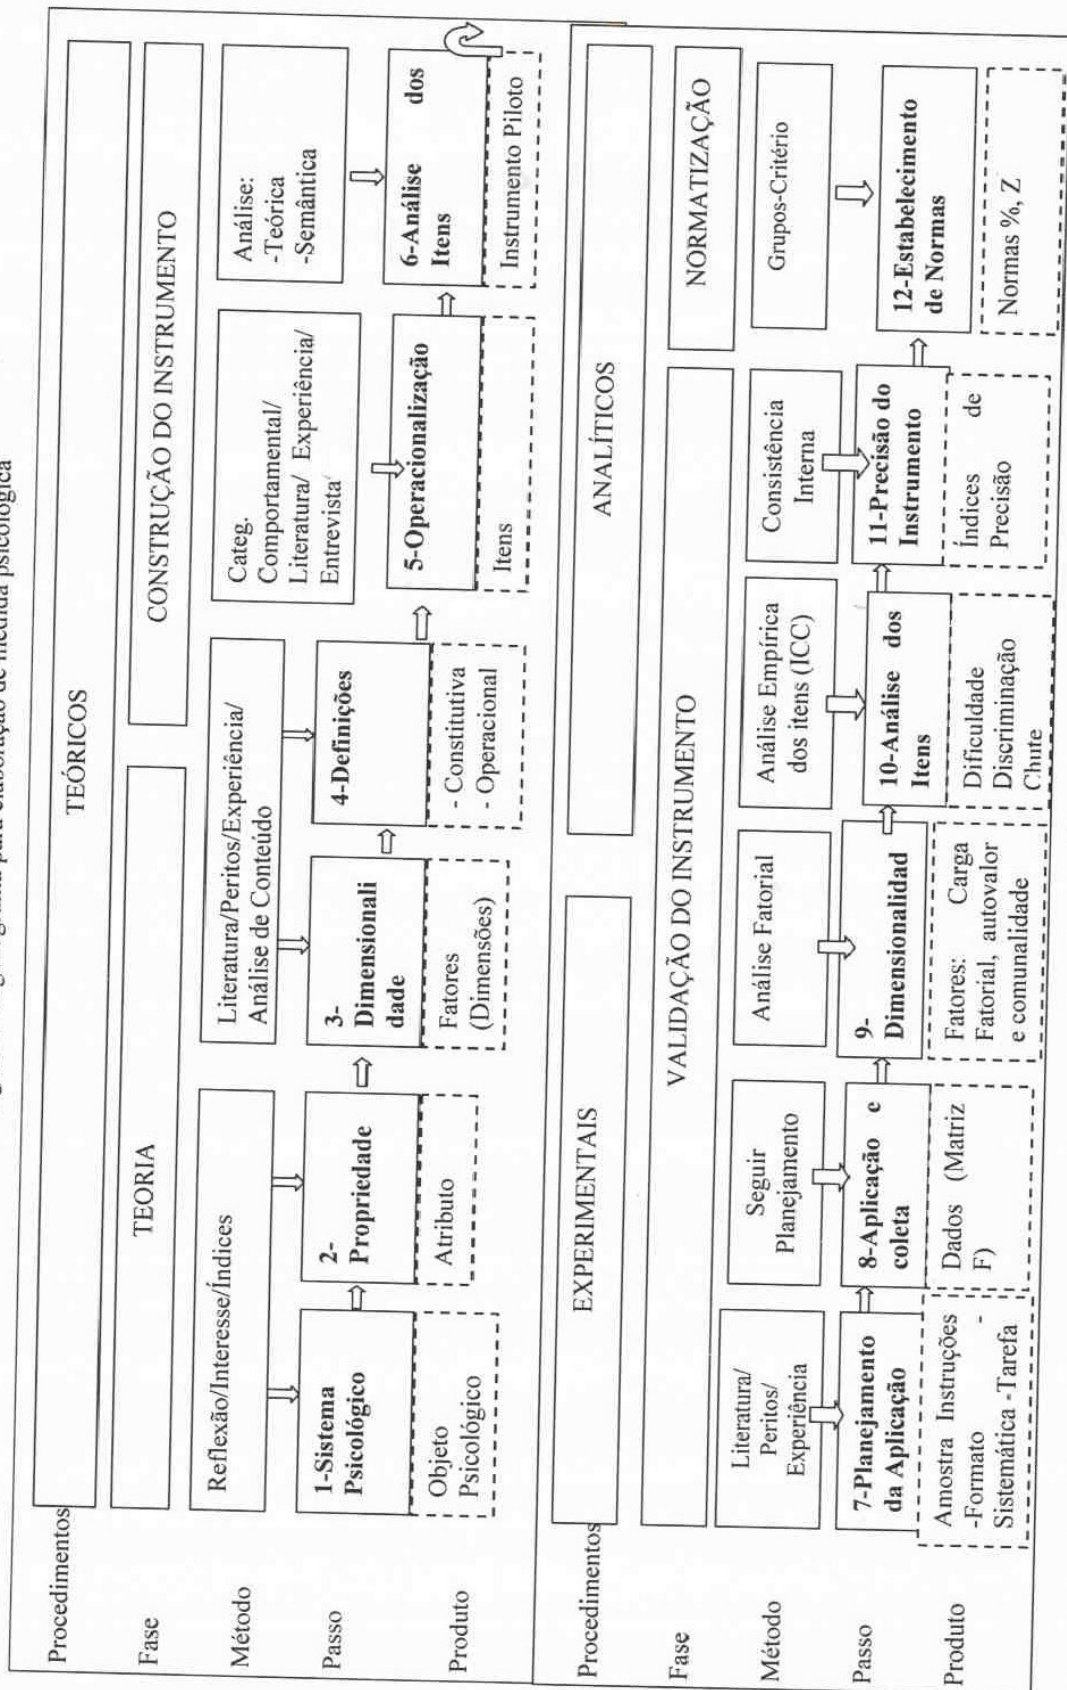 organograma para elaboração de medida psicológica
Procedimentos
TEÓRICOS
Fase
TEORIA
CONSTRUÇÃO DO INSTRUMENTO
Método
Reflexão/Interesse/Índices
Literatura/Peritos/Experiência/
Análise de Conteúdo
Categ.
Comportamental/
Literatura/ Experiência/
Entrevista
Análise:
-Teórica
-Semântica
Passo
1-Sistema
Psicológico
2-
Propriedade
3-
Dimensionali
dade
4-Definições
5-Operacionalização
6-Análise dos
Itens
Produto
Objeto
Psicológico
Atributo
Fatores
(Dimensões)
- Constitutiva
- Operacional
Itens
Instrumento Piloto
Procedimentos
EXPERIMENTAIS
ANALÍTICOS
Fase
VALIDAÇÃO DO INSTRUMENTO
NORMATIZAÇÃO
Método
Literatura/
Peritos/
Experiência
Seguir
Planejamento
Análise Fatorial
Análise Empírica
dos itens (ICC)
Consistência
Interna
Grupos-Critério
Passo
7-Planejamento
da Aplicação
8-Aplicação e
coleta
9-
Dimensionalidad
10-Análise dos
Itens
11-Precisão do
Instrumento
12-Estabelecimento
de Normas
Produto
Amostra Instruções
-Formato -
Sistemática -Tarefa
Dados (Matriz
F)
Fatores: Carga
Fatorial, autovalor
e comunalidade
Dificuldade
Discriminação
Chute
Índices de
Precisão
Normas %, Z